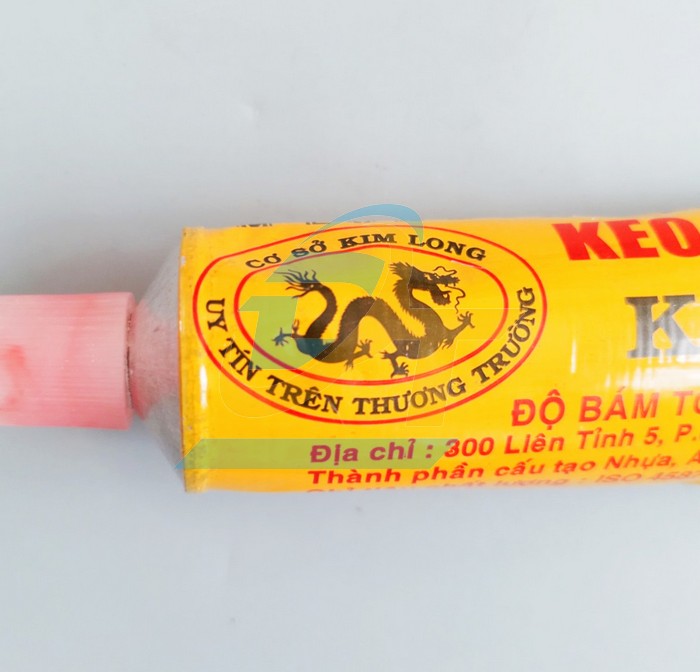 CƠ SỞ KIM LONG
UY TÍN TRÊN THƯƠNG TRƯỜNG
KEO
K
ĐỘ BÁM
Địa chỉ : 300 Liên Tỉnh 5, P.
Thành phần cấu tạo Nhựa,